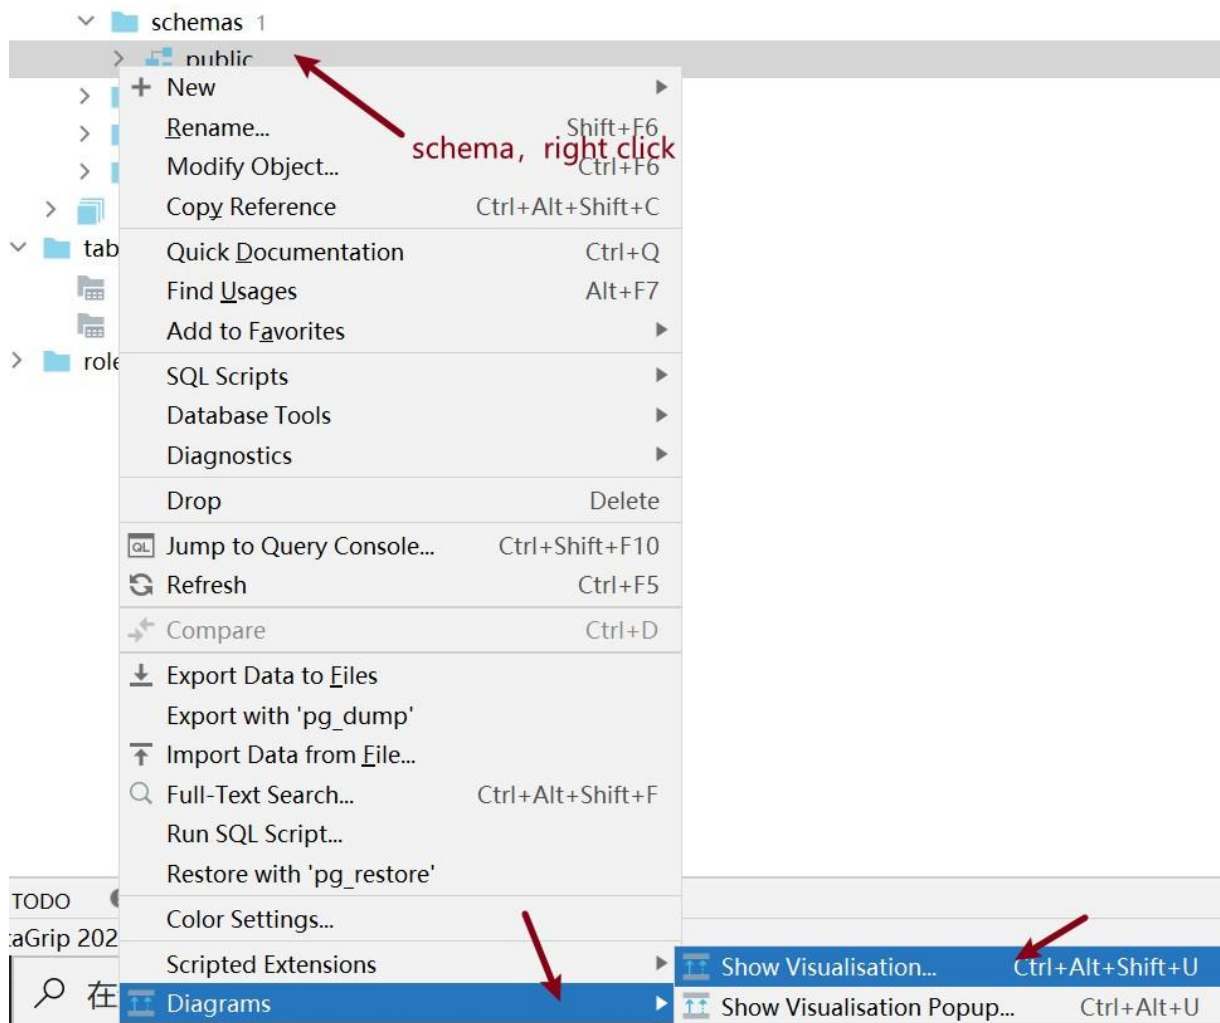 schemas 1
public
New
Rename... Shift+F6
schema, right click
Modify Object... Ctrl+F6
Copy Reference Ctrl+Alt+Shift+C
tab
Quick Documentation Ctrl+Q
Find Usages Alt+F7
Add to Favorites
role
SQL Scripts
Database Tools
Diagnostics
Drop Delete
QL Jump to Query Console... Ctrl+Shift+F10
Refresh Ctrl+F5
Compare Ctrl+D
Export Data to Files
Export with 'pg_dump'
Import Data from File...
Full-Text Search... Ctrl+Alt+Shift+F
Run SQL Script...
Restore with 'pg_restore'
TODO
Color Settings...
taGrip 202
Scripted Extensions
Show Visualisation... Ctrl+Alt+Shift+U
在
Diagrams
Show Visualisation Popup... Ctrl+Alt+U